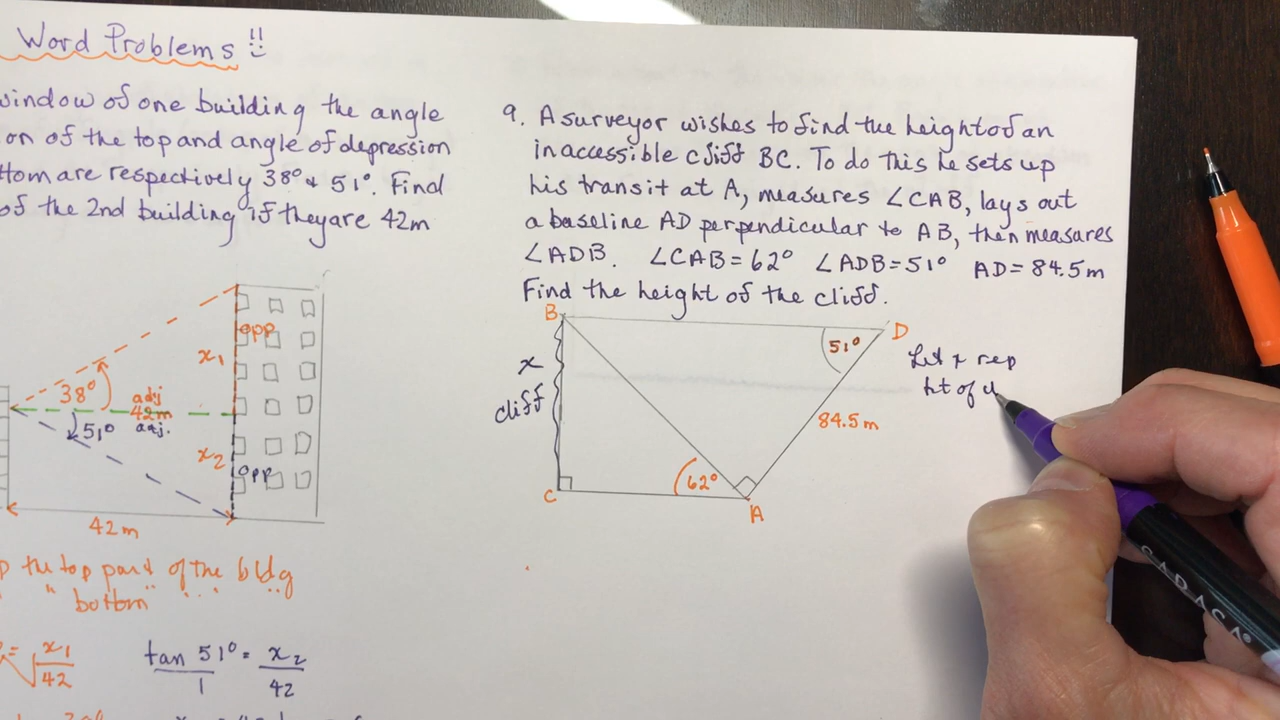 Word Problems !!
window of one building the angle
on of the top and angle of depression
ttom are respectively 38° & 51°. Find
of the 2nd building if they are 42m
opp
x₁
38°
adj
42m
adj.
51°
x₂
opp
42m
p the top part of the bldg
" bottom" " " "
= x₁/42
tan 51° = x₂
1 42
9. A surveyor wishes to find the height of an
inaccessible cliff BC. To do this he sets up
his transit at A, measures ∠CAB, lays out
a baseline AD perpendicular to AB, then measures
∠ADB. ∠CAB = 62° ∠ADB = 51° AD = 84.5m
Find the height of the cliff.
B
D
51°
x
cliff
84.5m
62°
C
A
Let x rep
ht of
CADACA